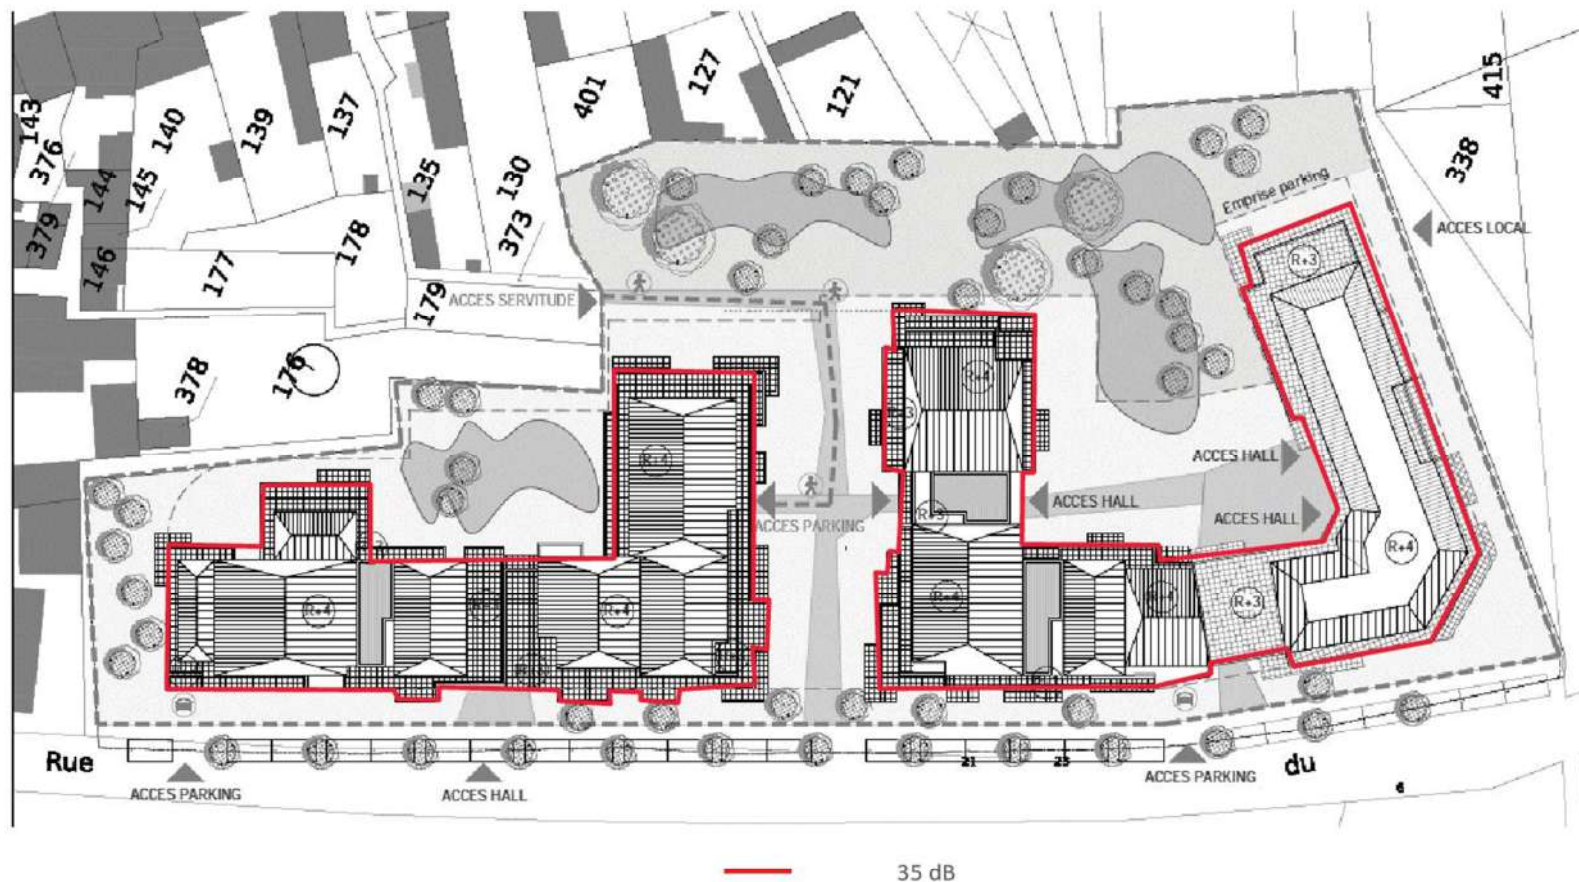 143
376
379
144
145
146
140
139
137
135
130
373
401
127
121
415
338
177
178
179
378
176
Emprise parking
ACCES LOCAL
ACCES SERVITUDE
R+3
R+4
R+4
ACCES HALL
ACCES HALL
ACCES HALL
ACCES PARKING
R+3
R+4
R+4
R+4
R+4
R+4
R+3
Rue
du
21
23
6
ACCES PARKING
ACCES HALL
ACCES PARKING
35 dB